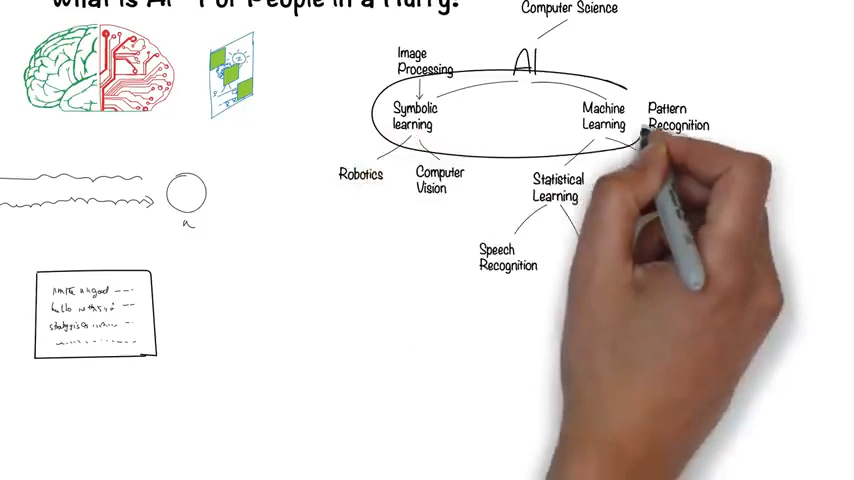 What is AI? For People in a Hurry!
Computer Science
AI
Image
Processing
Symbolic
learning
Machine
Learning
Pattern
Recognition
Robotics
Computer
Vision
Statistical
Learning
Speech
Recognition